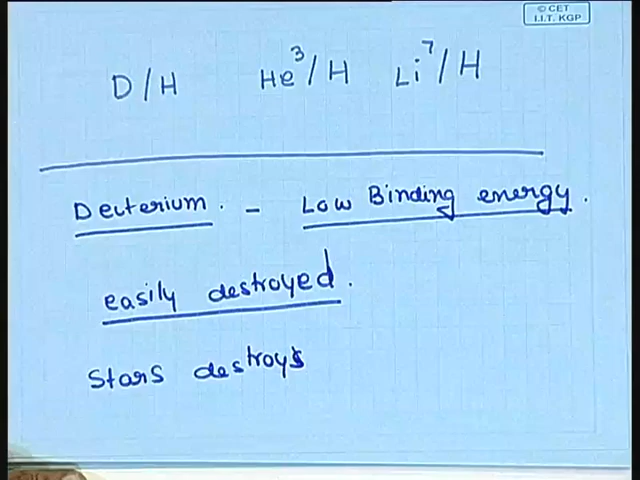 © CET
I.I.T. KGP
D/H He³/H Li⁷/H
Deuterium. - Low Binding energy.
easily destroyed.
Stars destroys